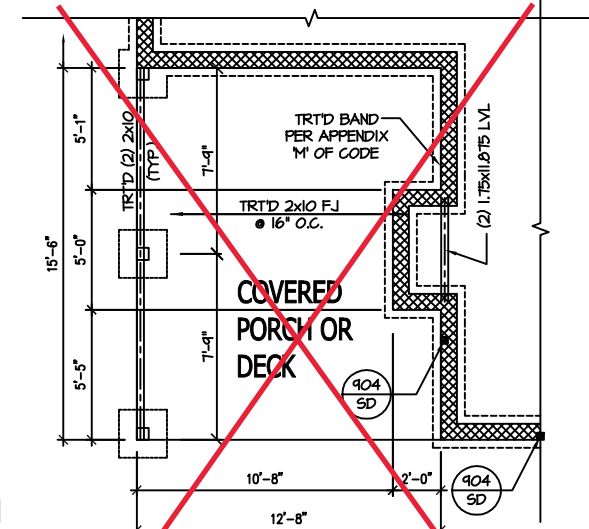 TRT'D BAND
PER APPENDIX
'M' OF CODE
TRT'D (2) 2x10
(TYP)
(2) 1.75x11.875 LVL
5'-1"
7'-9"
TRT'D 2x10 FJ
@ 16" O.C.
15'-6"
5'-0"
COVERED
PORCH OR
DECK
7'-9"
5'-5"
904
SD
10'-8"
2'-0"
904
SD
12'-8"